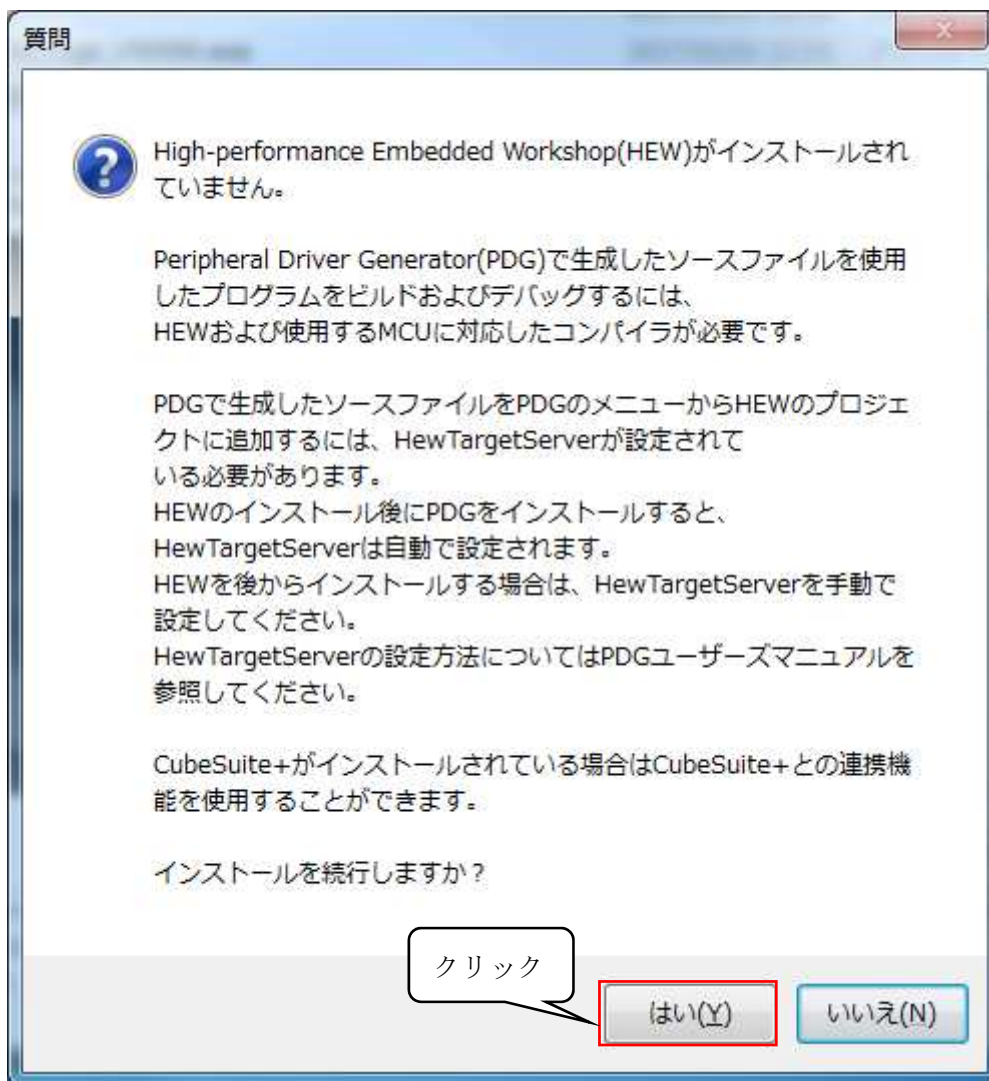 質問
High-performance Embedded Workshop(HEW)がインストールされ
ていません。
Peripheral Driver Generator(PDG)で生成したソースファイルを使用
したプログラムをビルドおよびデバッグするには、
HEWおよび使用するMCUに対応したコンパイラが必要です。
PDGで生成したソースファイルをPDGのメニューからHEWのプロジェ
クトに追加するには、HewTargetServerが設定されて
いる必要があります。
HEWのインストール後にPDGをインストールすると、
HewTargetServerは自動で設定されます。
HEWを後からインストールする場合は、HewTargetServerを手動で
設定してください。
HewTargetServerの設定方法についてはPDGユーザーズマニュアルを
参照してください。
CubeSuite+がインストールされている場合はCubeSuite+との連携機
能を使用することができます。
インストールを続行しますか？
クリック
はい(Y)
いいえ(N)